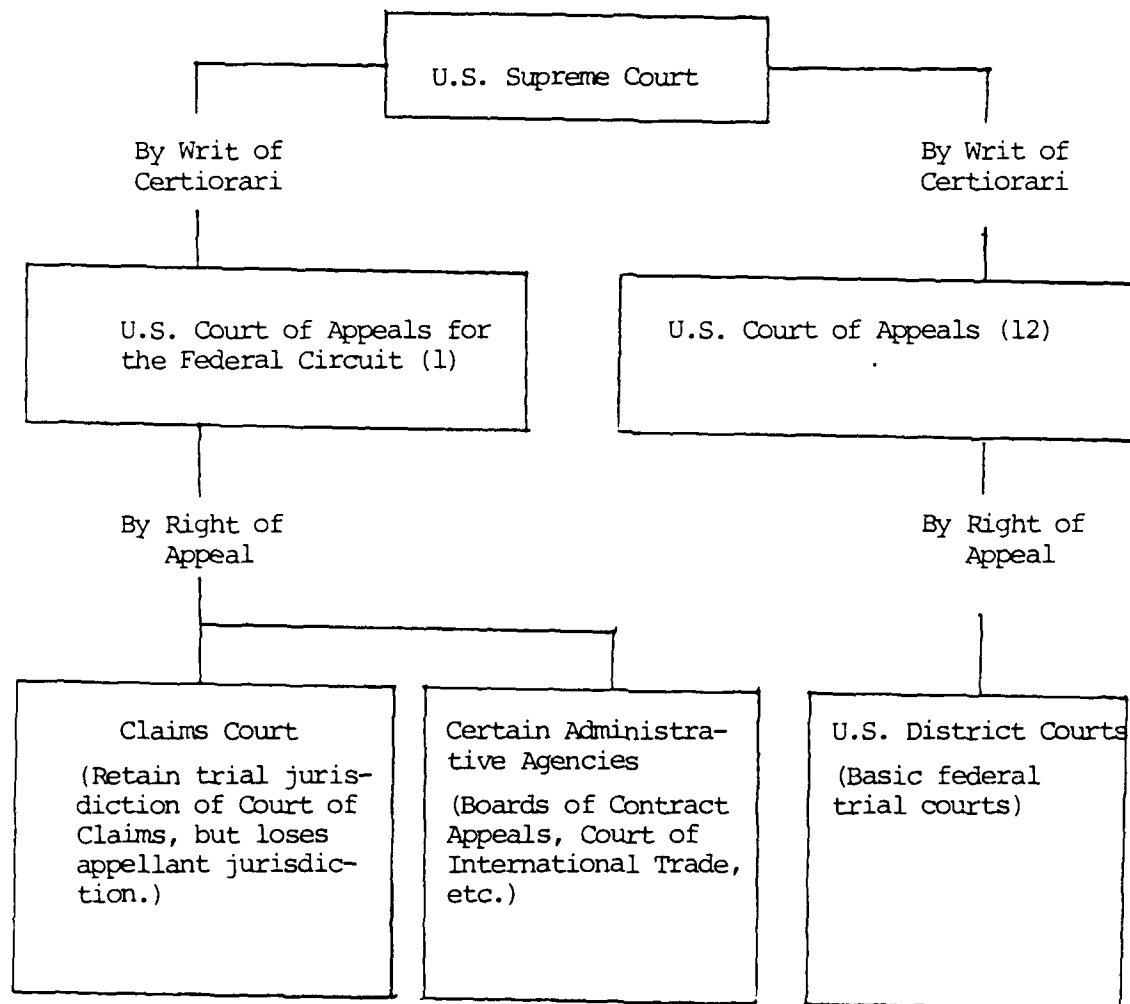 U.S. Supreme Court
By Writ of
Certiorari
By Writ of
Certiorari
U.S. Court of Appeals for
the Federal Circuit (1)
U.S. Court of Appeals (12)
By Right of
Appeal
By Right of
Appeal
Claims Court
(Retain trial juris-
diction of Court of
Claims, but loses
appellant jurisdic-
tion.)
Certain Administra-
tive Agencies
(Boards of Contract
Appeals, Court of
International Trade,
etc.)
U.S. District Courts
(Basic federal
trial courts)